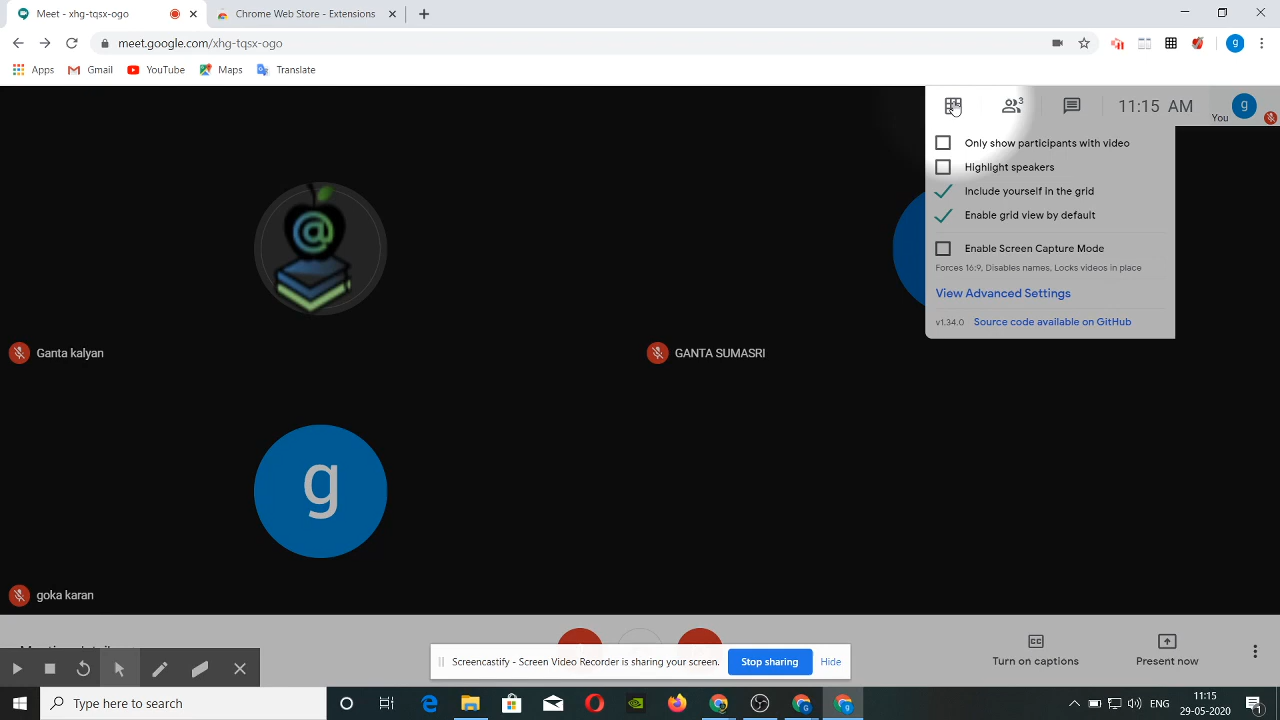 Meet - xhg-tqsx-ogo
Chrome Web Store - Extensions
meet.google.com/xhg-tqsx-ogo
g
Apps
Gmail
YouTube
Maps
Translate
3
11:15 AM
You
g
Only show participants with video
Highlight speakers
Include yourself in the grid
Enable grid view by default
Enable Screen Capture Mode
Forces 16:9, Disables names, Locks videos in place
View Advanced Settings
v1.34.0 Source code available on GitHub
@
Ganta kalyan
GANTA SUMASRI
g
goka karan
CC
Turn on captions
Present now
Screencastify - Screen Video Recorder is sharing your screen.
Stop sharing
Hide
Type here to search
ENG
11:15
29-05-2020